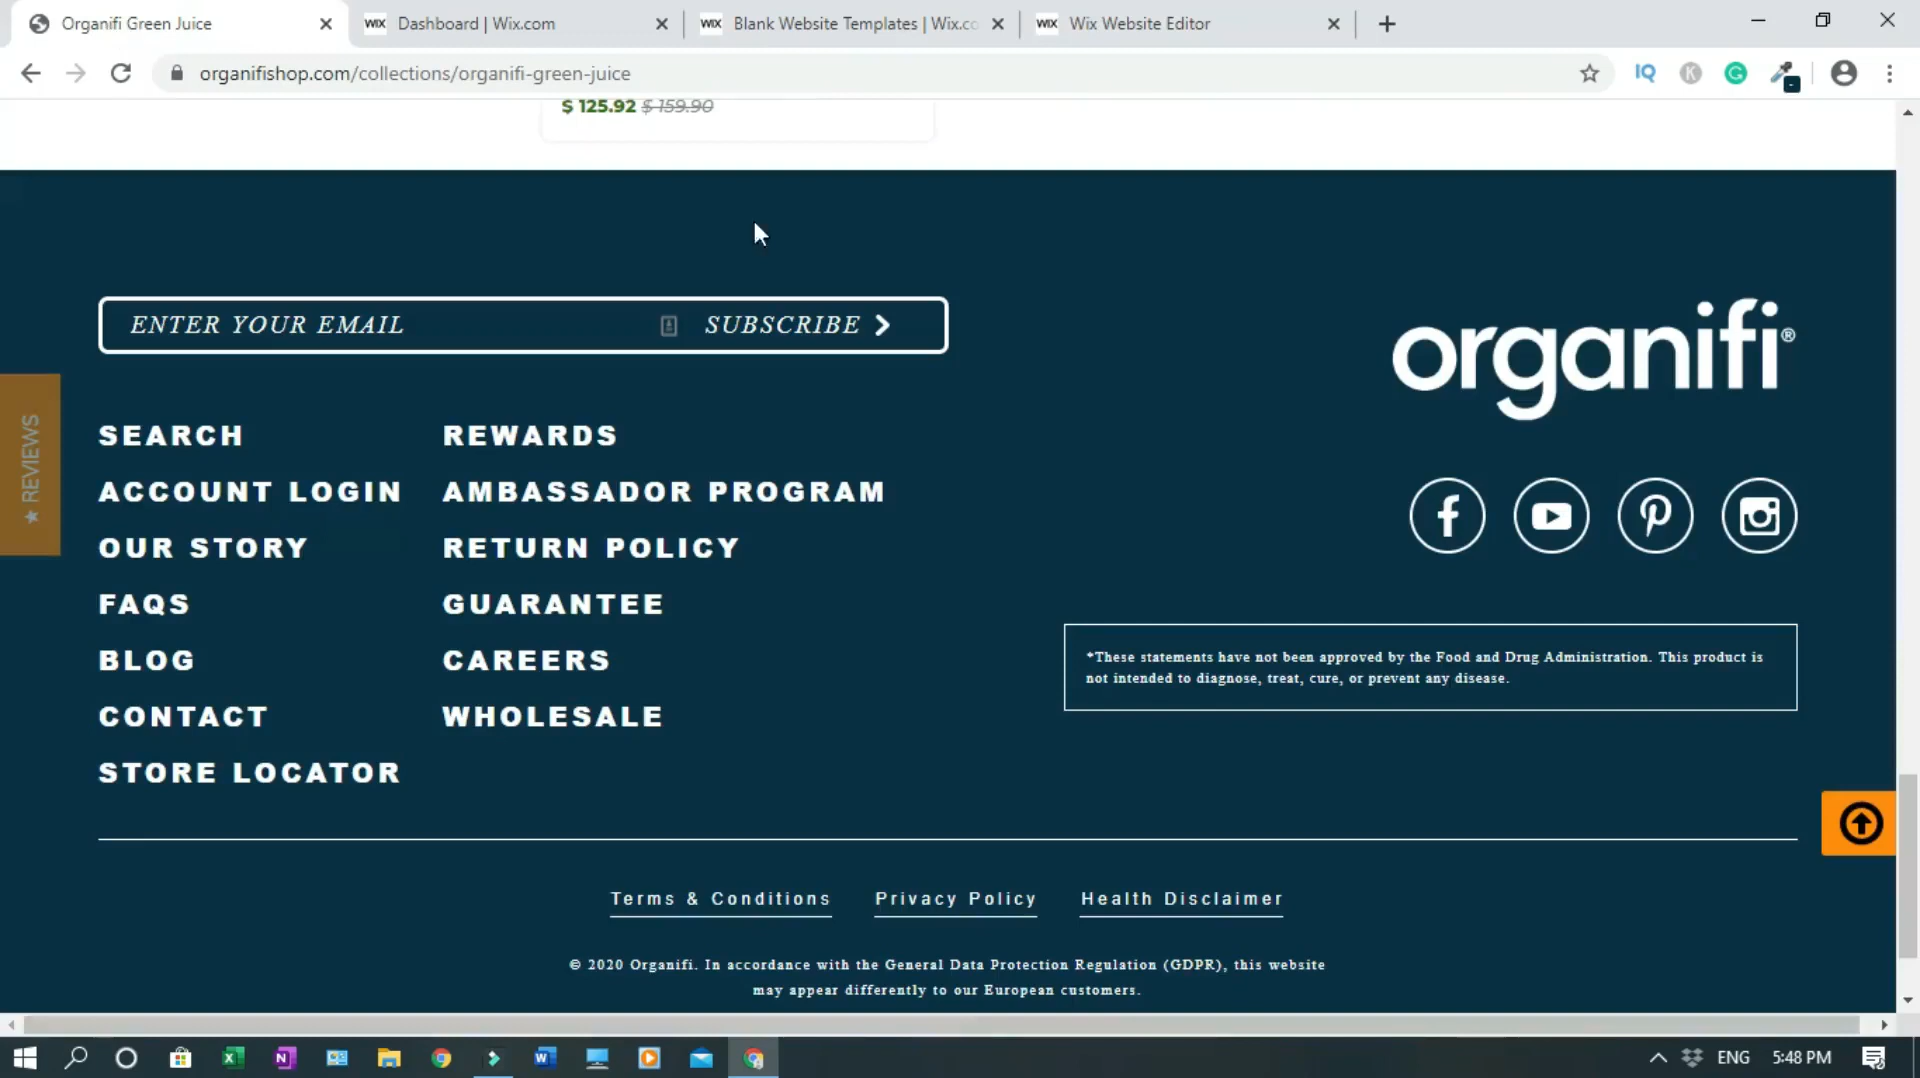 Organifi Green Juice
WIX Dashboard | Wix.com
WIX Blank Website Templates | Wix.co
WIX Wix Website Editor
organifishop.com/collections/organifi-green-juice
IQ
K
G
$ 125.92 $ 159.90
ENTER YOUR EMAIL
SUBSCRIBE
organifi®
★ REVIEWS
SEARCH
ACCOUNT LOGIN
OUR STORY
FAQS
BLOG
CONTACT
STORE LOCATOR
REWARDS
AMBASSADOR PROGRAM
RETURN POLICY
GUARANTEE
CAREERS
WHOLESALE
*These statements have not been approved by the Food and Drug Administration. This product is
not intended to diagnose, treat, cure, or prevent any disease.
Terms & Conditions
Privacy Policy
Health Disclaimer
© 2020 Organifi. In accordance with the General Data Protection Regulation (GDPR), this website
may appear differently to our European customers.
ENG
5:48 PM